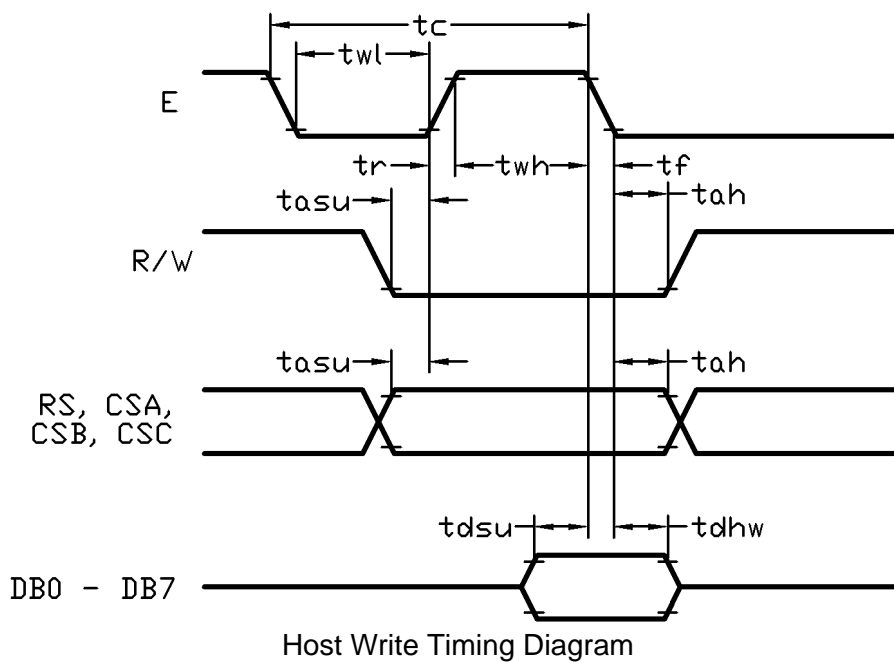 tc
twl
E
tr
twh
tf
tasu
tah
R/W
tasu
tah
RS, CSA,
CSB, CSC
tdsu
tdhw
DB0 - DB7
Host Write Timing Diagram